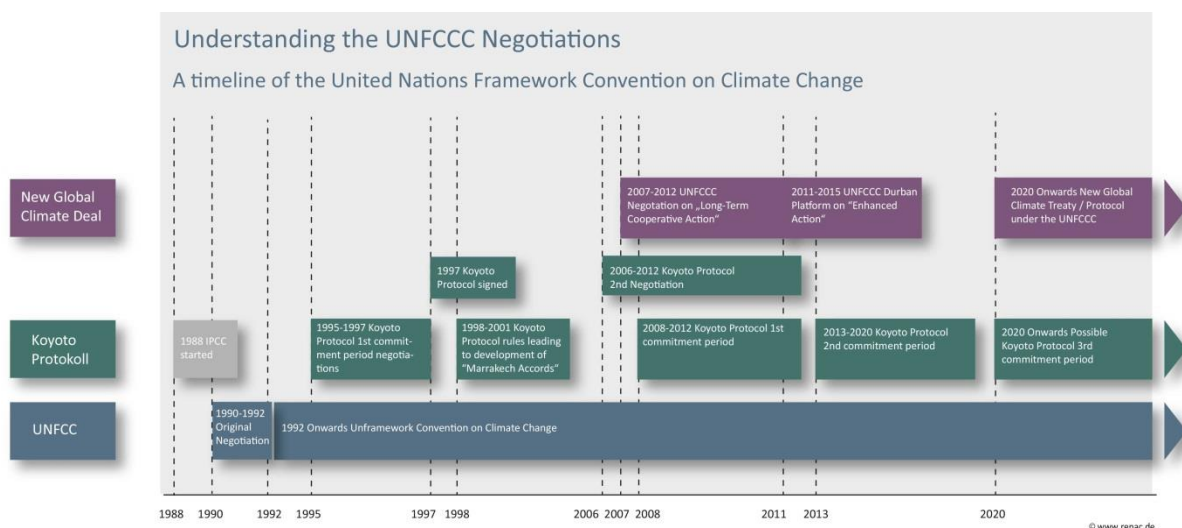 Understanding the UNFCCC Negotiations
A timeline of the United Nations Framework Convention on Climate Change
New Global
Climate Deal
2007-2012 UNFCCC
Negotation on „Long-Term
Cooperative Action“
2011-2015 UNFCCC Durban
Platform on “Enhanced
Action“
2020 Onwards New Global
Climate Treaty / Protocol
under the UNFCCC
1997 Koyoto
Protocol signed
2006-2012 Koyoto Protocol
2nd Negotiation
Koyoto
Protokoll
1988 IPCC
started
1995-1997 Koyoto
Protocol 1st commit-
ment period negotia-
tions
1998-2001 Koyoto
Protocol rules leading
to development of
“Marrakech Accords“
2008-2012 Koyoto Protocol 1st
commitment period
2013-2020 Koyoto Protocol
2nd commitment period
2020 Onwards Possible
Koyoto Protocol 3rd
commitment period
UNFCC
1990-1992
Original
Negotiation
1992 Onwards Unframework Convention on Climate Change
1988 1990 1992 1995 1997 1998 2006 2007 2008 2011 2013 2020
© www.renac.de